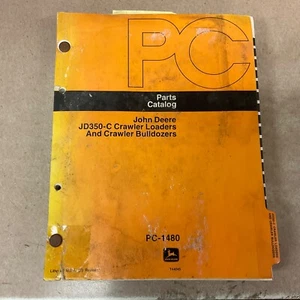 PC
Parts
Catalog
John Deere
JD350-C Crawler Loaders
And Crawler Bulldozers
PC-1480